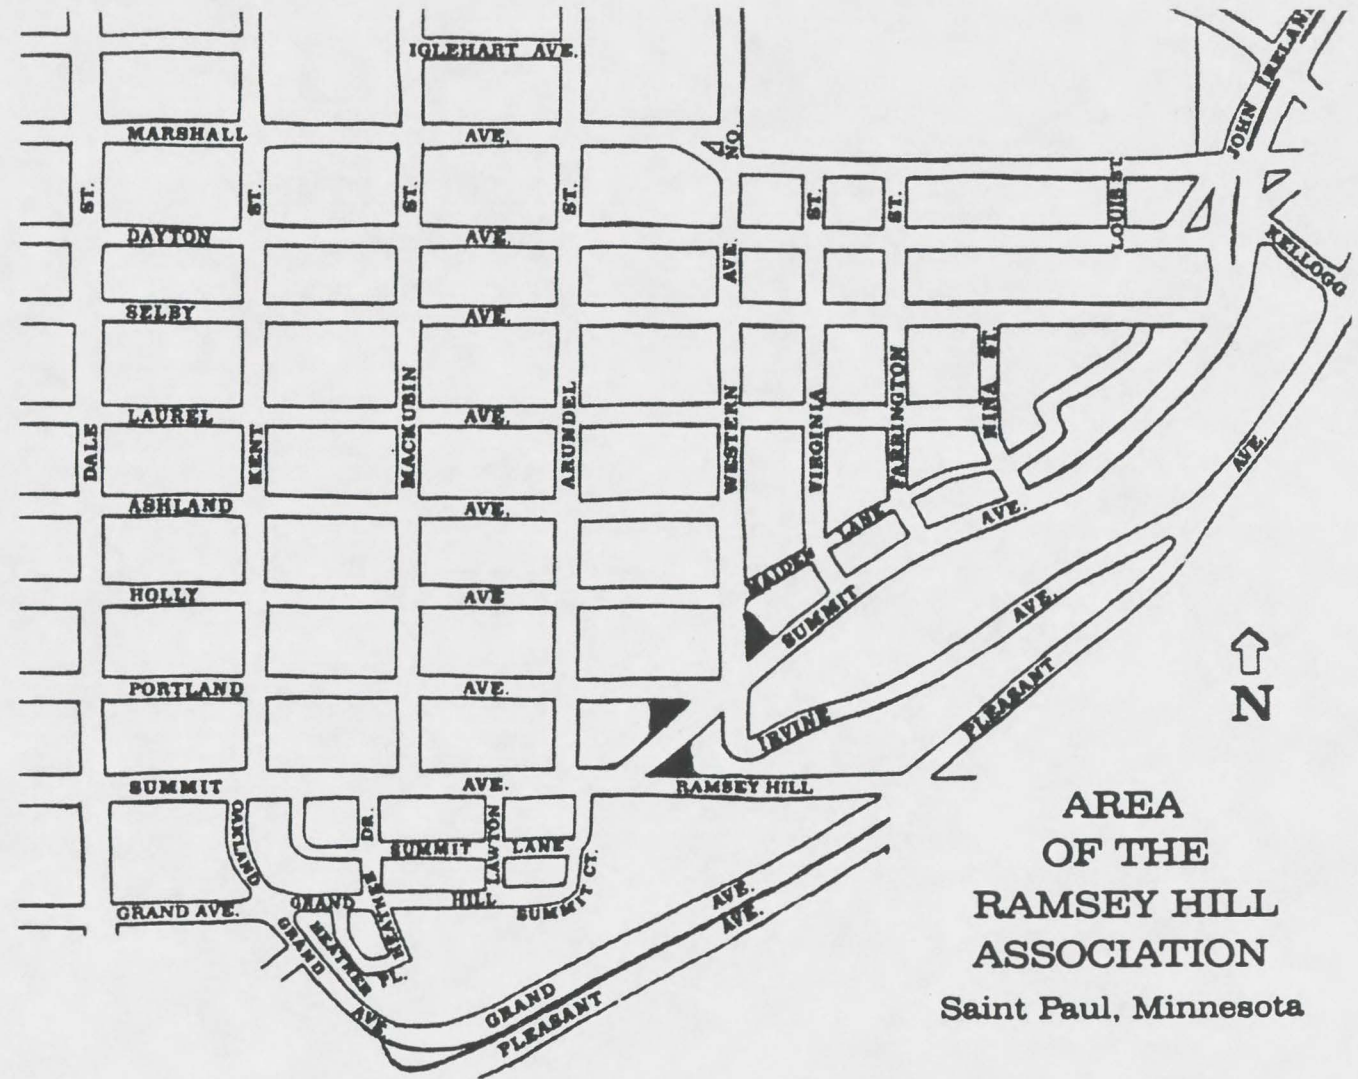 IGLEHART AVE.
JOHN IRELAN
MARSHALL AVE.
NO.
ST. ST. ST. ST. ST. ST. LOUIS ST.
DAYTON AVE. AVE.
KELLOGG
SELBY AVE.
NINA ST.
LAUREL AVE.
DALE KENT MACKUBIN ARUNDEL WESTERN VIRGINIA FARRINGTON
AVE.
ASHLAND AVE.
MAIDEN LANE
AVE.
HOLLY AVE
SUMMIT
AVE.
PORTLAND AVE.
IRVINE
PLEASANT
N
SUMMIT AVE. RAMSEY HILL
OAKLAND
DR.
LAWTON
SUMMIT LANE
HEATHER
GRAND AVE. GRAND HILL SUMMIT CT.
GRAND AVE.
HEATHER PL.
GRAND AVE.
PLEASANT AVE.
AREA
OF THE
RAMSEY HILL
ASSOCIATION
Saint Paul, Minnesota